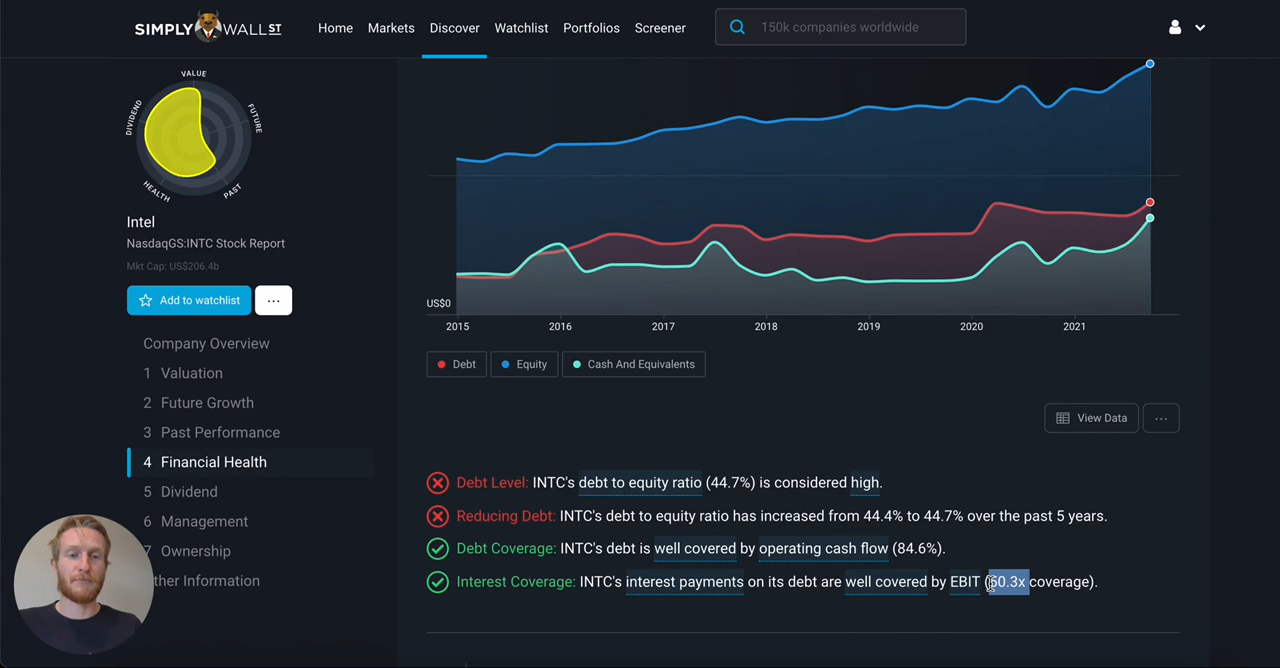 SIMPLY WALL ST
Home Markets Discover Watchlist Portfolios Screener
150k companies worldwide
VALUE
FUTURE
PAST
HEALTH
DIVIDEND
Intel
NasdaqGS:INTC Stock Report
Mkt Cap: US$206.4b
Add to watchlist
...
Company Overview
1 Valuation
2 Future Growth
3 Past Performance
4 Financial Health
5 Dividend
6 Management
7 Ownership
ther Information
US$0
2015 2016 2017 2018 2019 2020 2021
Debt Equity Cash And Equivalents
View Data ...
Debt Level: INTC's debt to equity ratio (44.7%) is considered high.
Reducing Debt: INTC's debt to equity ratio has increased from 44.4% to 44.7% over the past 5 years.
Debt Coverage: INTC's debt is well covered by operating cash flow (84.6%).
Interest Coverage: INTC's interest payments on its debt are well covered by EBIT (60.3x coverage).